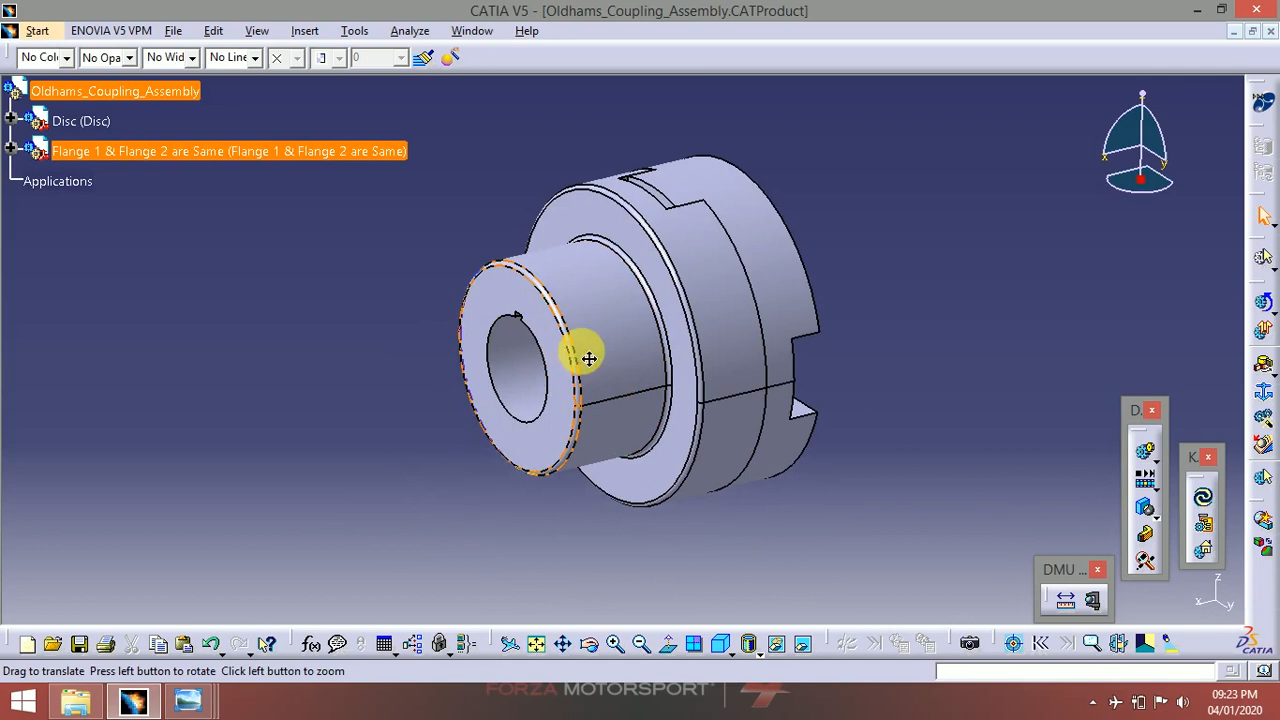 CATIA V5 - [Oldhams_Coupling_Assembly.CATProduct]
Start ENOVIA V5 VPM File Edit View Insert Tools Analyze Window Help
No Col No Opa No Wid No Line 0
Oldhams_Coupling_Assembly
Disc (Disc)
Flange 1 & Flange 2 are Same (Flange 1 & Flange 2 are Same)
Applications
D.
K.
DMU ...
z
x
y
f(x)
Drag to translate Press left button to rotate Click left button to zoom
CATIA
FORZA MOTORSORT
09:23 PM
04/01/2020